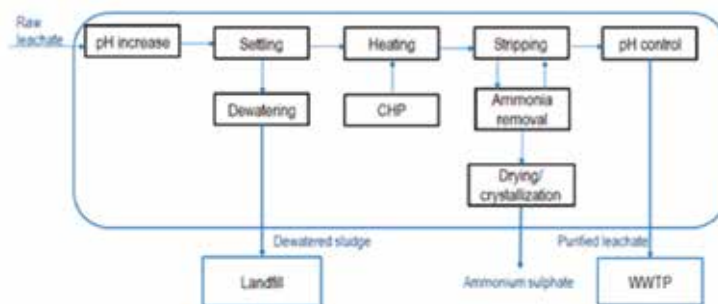 Raw
leachate
pH increase
Settling
Heating
Stripping
pH control
Dewatering
CHP
Ammonia
removal
Drying/
crystallization
Dewatered sludge
Purified leachate
Landfill
Ammonium sulphate
WWTP